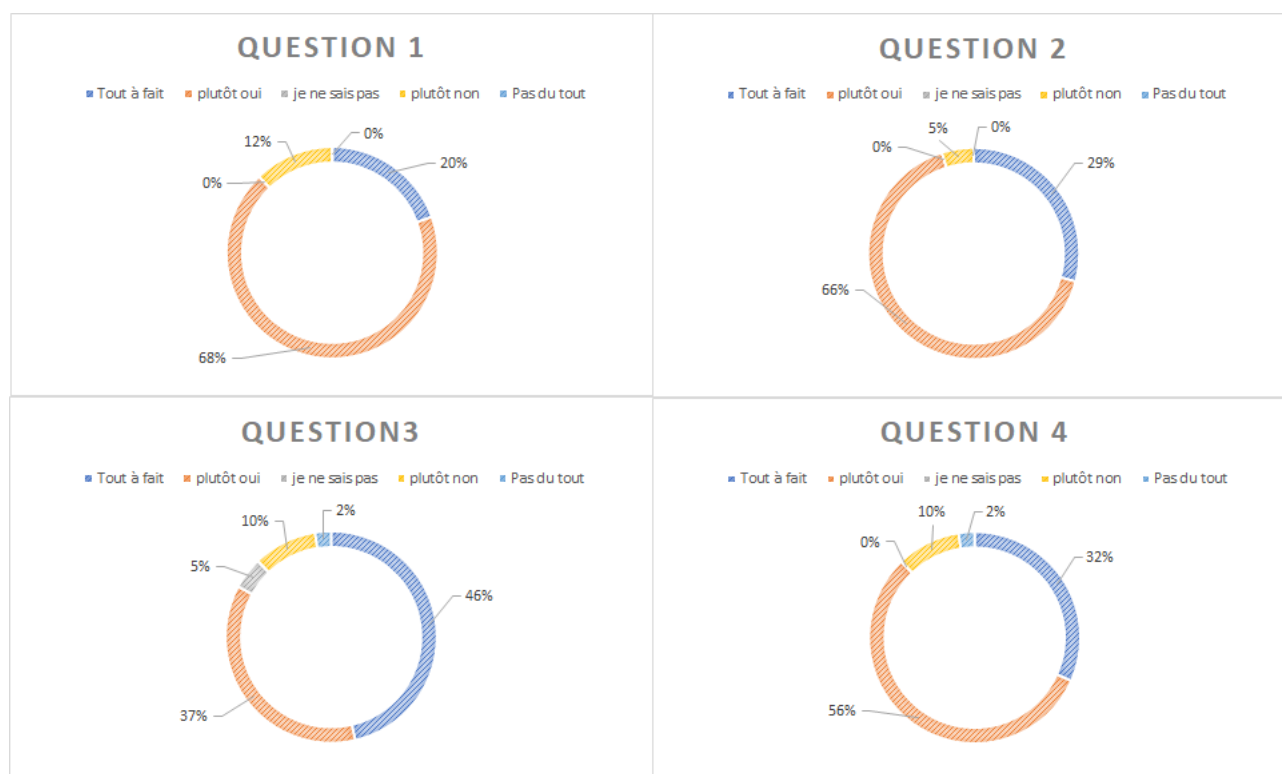 QUESTION 1
Tout à fait plutôt oui je ne sais pas plutôt non Pas du tout
0%
12%
20%
0%
68%
QUESTION 2
Tout à fait plutôt oui je ne sais pas plutôt non Pas du tout
5%
0%
0%
29%
66%
QUESTION3
Tout à fait plutôt oui je ne sais pas plutôt non Pas du tout
2%
10%
5%
46%
37%
QUESTION 4
Tout à fait plutôt oui je ne sais pas plutôt non Pas du tout
10%
2%
0%
32%
56%